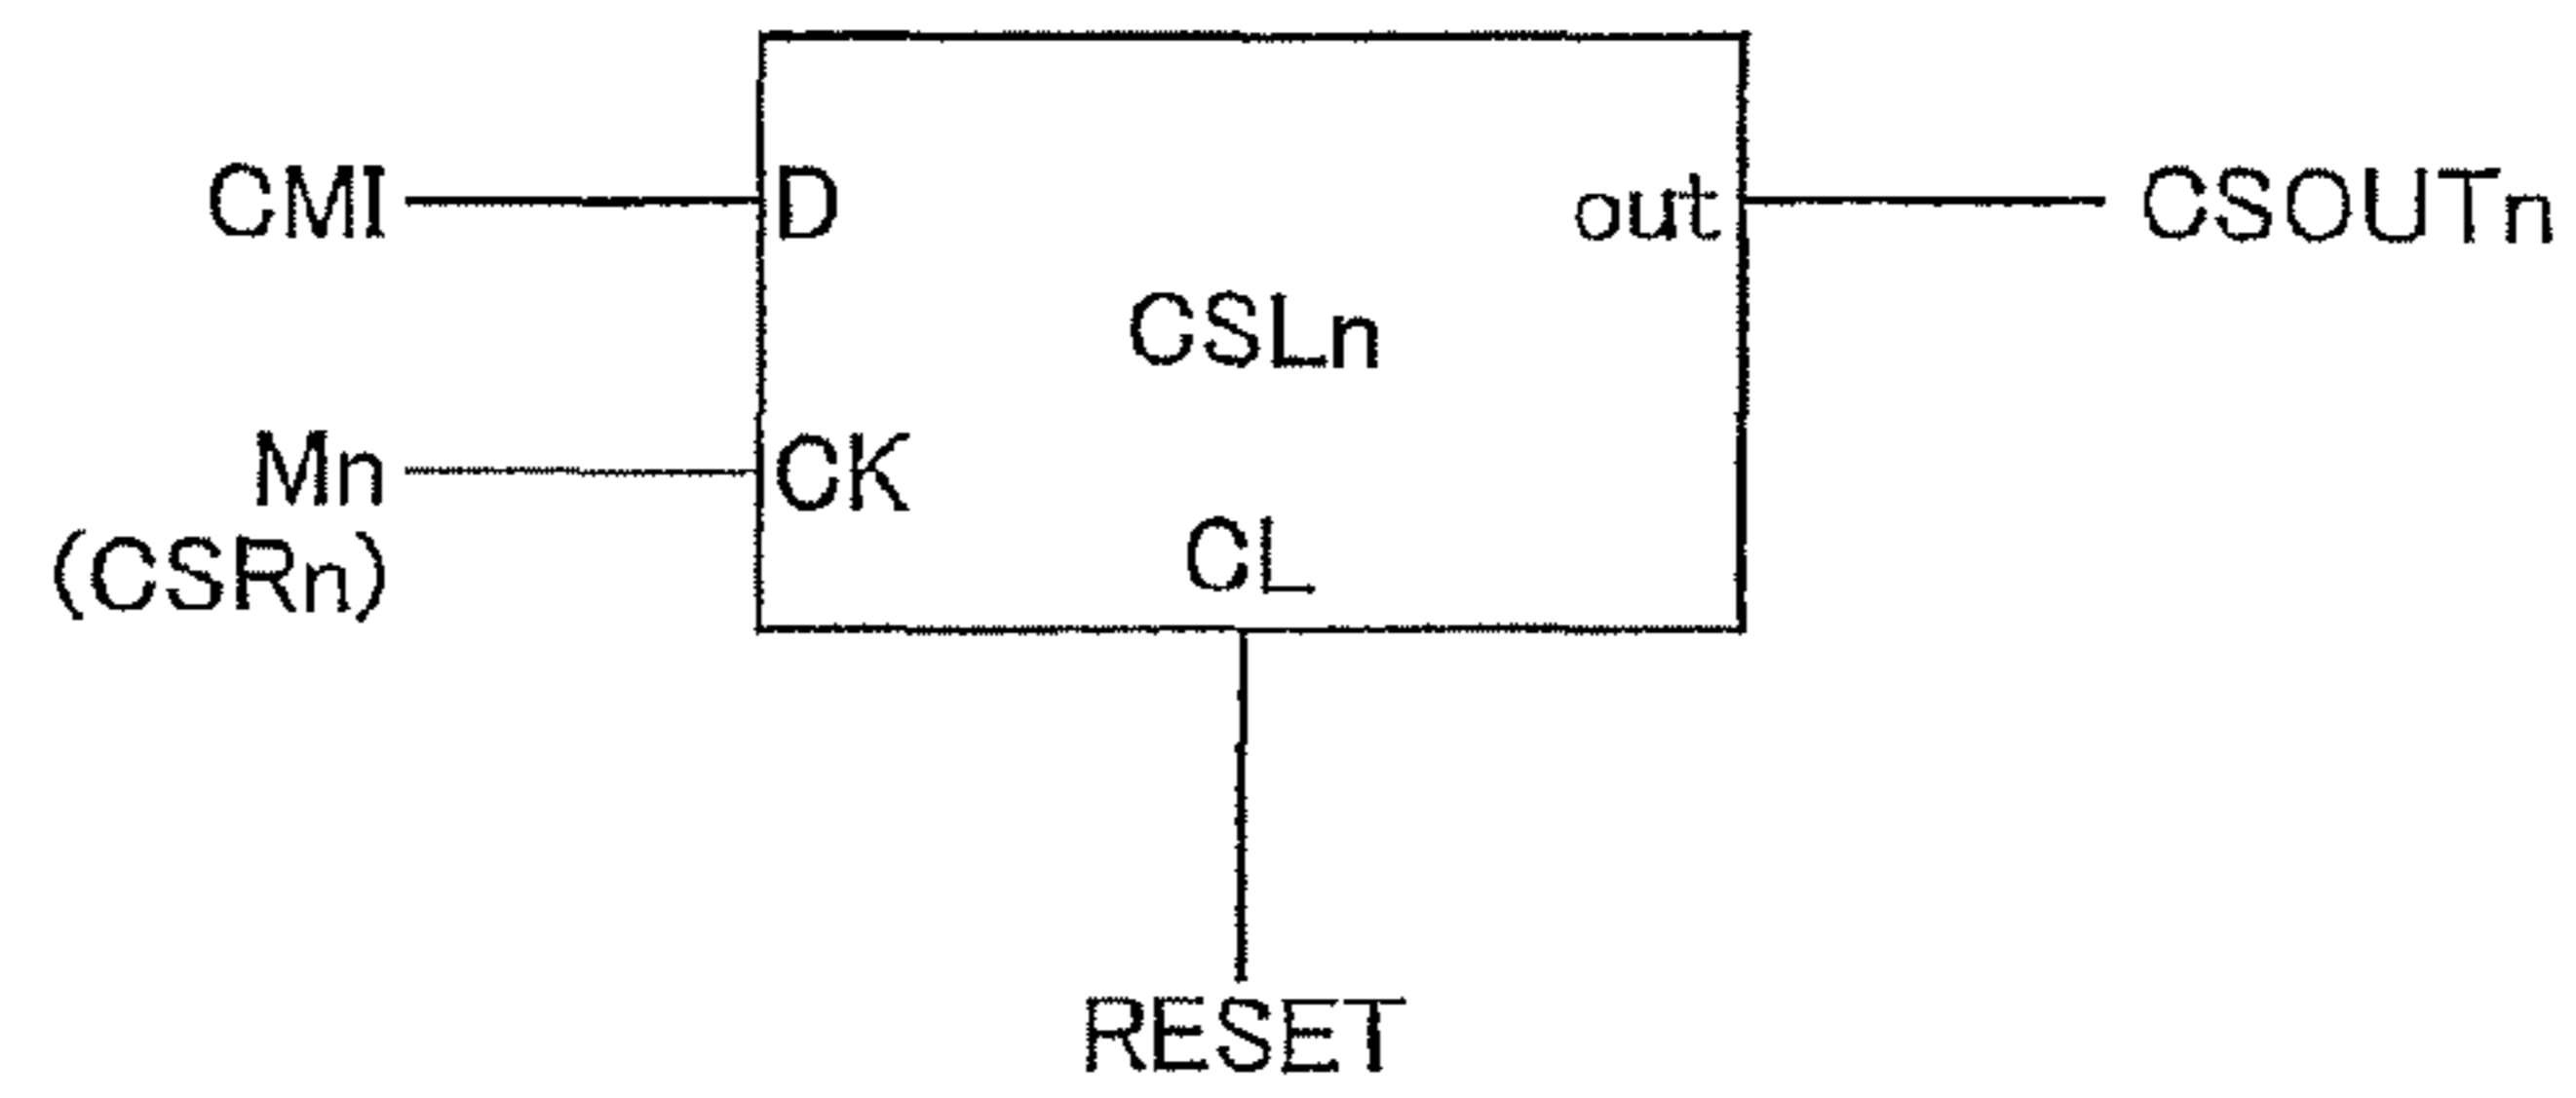 CMI
D
out
CSOUTn
CSLn
Mn
CK
(CSRn)
CL
RESET